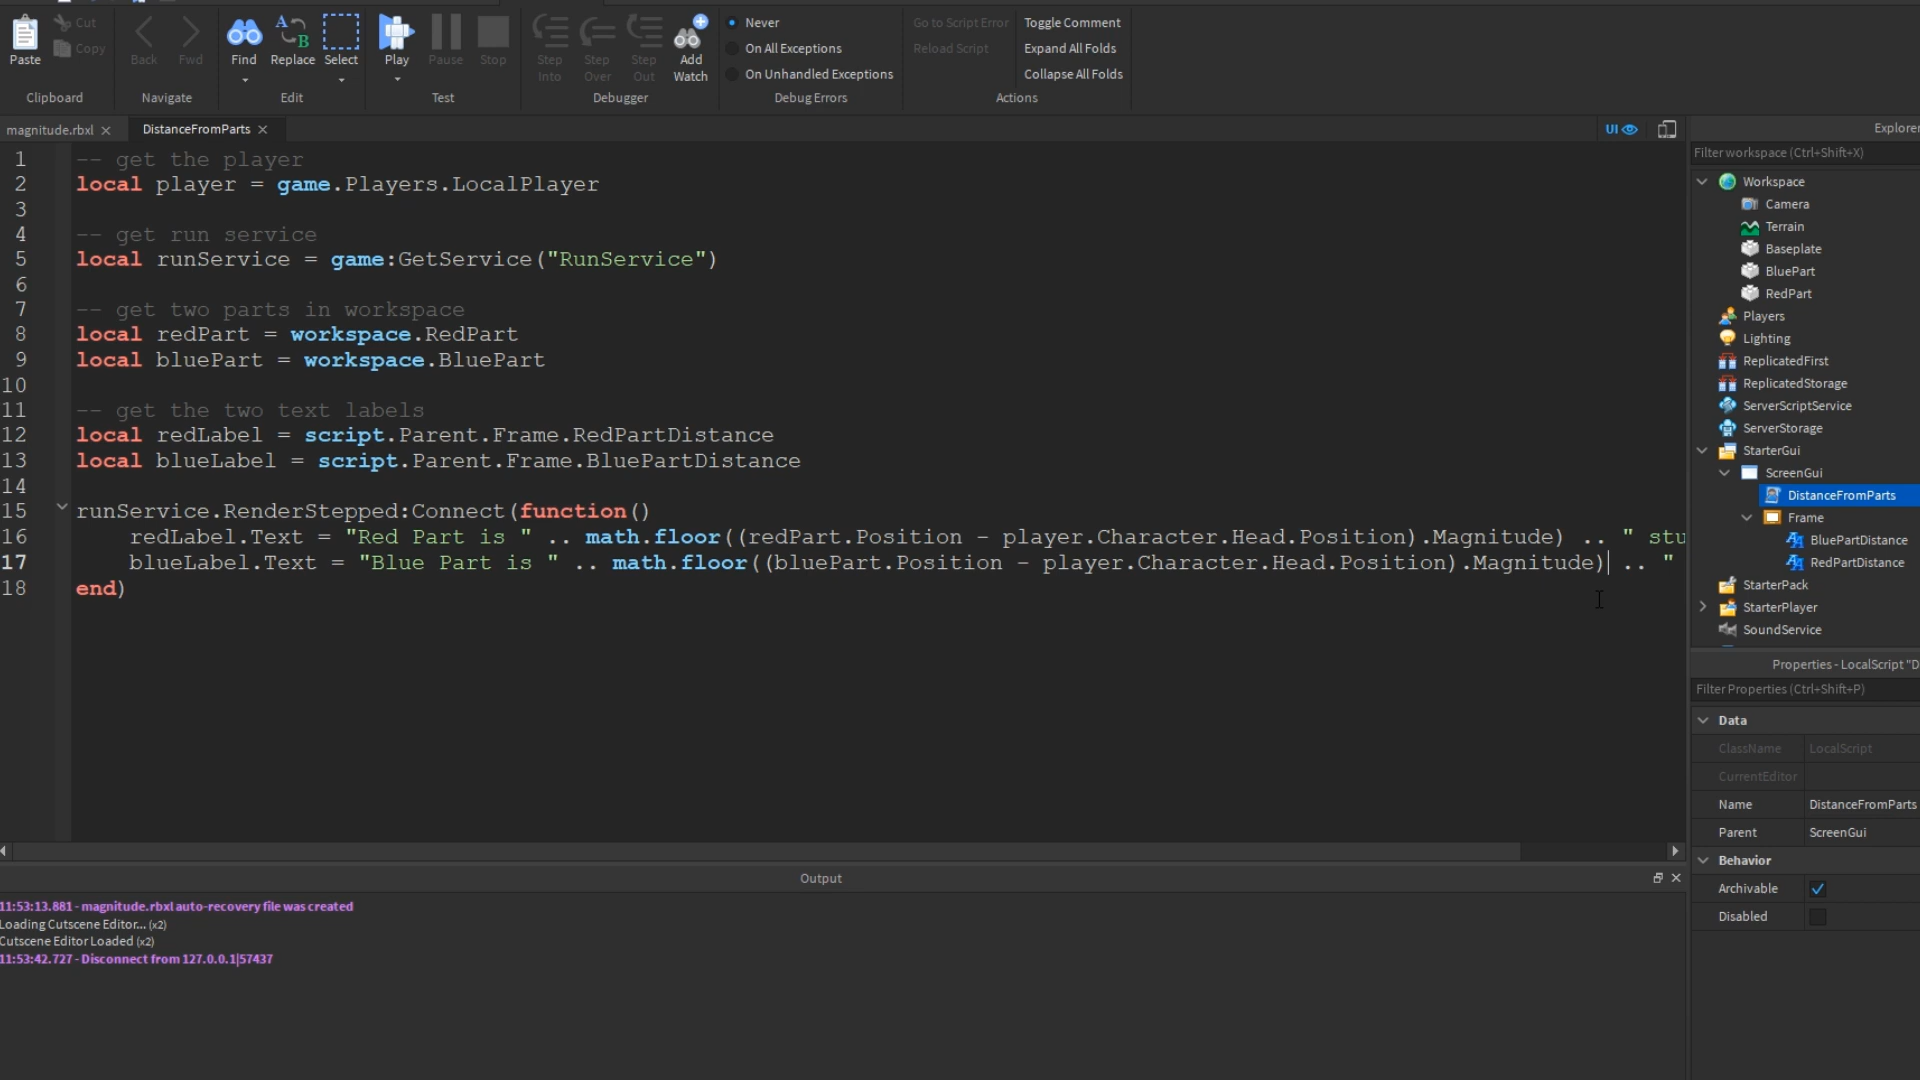 Paste
Cut
Copy
Clipboard
Back
Fwd
Navigate
Find
Replace
Select
Edit
Play
Pause
Stop
Test
Step Into
Step Over
Step Out
Add Watch
Debugger
Never
On All Exceptions
On Unhandled Exceptions
Debug Errors
Go to Script Error
Reload Script
Toggle Comment
Expand All Folds
Collapse All Folds
Actions
magnitude.rbxl
DistanceFromParts
UI
1 -- get the player
2 local player = game.Players.LocalPlayer
3
4 -- get run service
5 local runService = game:GetService("RunService")
6
7 -- get two parts in workspace
8 local redPart = workspace.RedPart
9 local bluePart = workspace.BluePart
10
11 -- get the two text labels
12 local redLabel = script.Parent.Frame.RedPartDistance
13 local blueLabel = script.Parent.Frame.BluePartDistance
14
15 runService.RenderStepped:Connect(function()
16 redLabel.Text = "Red Part is " .. math.floor((redPart.Position - player.Character.Head.Position).Magnitude) .. " stu
17 blueLabel.Text = "Blue Part is " .. math.floor((bluePart.Position - player.Character.Head.Position).Magnitude) .. "
18 end)
Output
11:53:13.881 - magnitude.rbxl auto-recovery file was created
Loading Cutscene Editor... (x2)
Cutscene Editor Loaded (x2)
11:53:42.727 - Disconnect from 127.0.0.1|57437
Explorer
Filter workspace (Ctrl+Shift+X)
Workspace
Camera
Terrain
Baseplate
BluePart
RedPart
Players
Lighting
ReplicatedFirst
ReplicatedStorage
ServerScriptService
ServerStorage
StarterGui
ScreenGui
DistanceFromParts
Frame
BluePartDistance
RedPartDistance
StarterPack
StarterPlayer
SoundService
Properties - LocalScript "D
Filter Properties (Ctrl+Shift+P)
Data
ClassName LocalScript
CurrentEditor
Name DistanceFromParts
Parent ScreenGui
Behavior
Archivable
Disabled